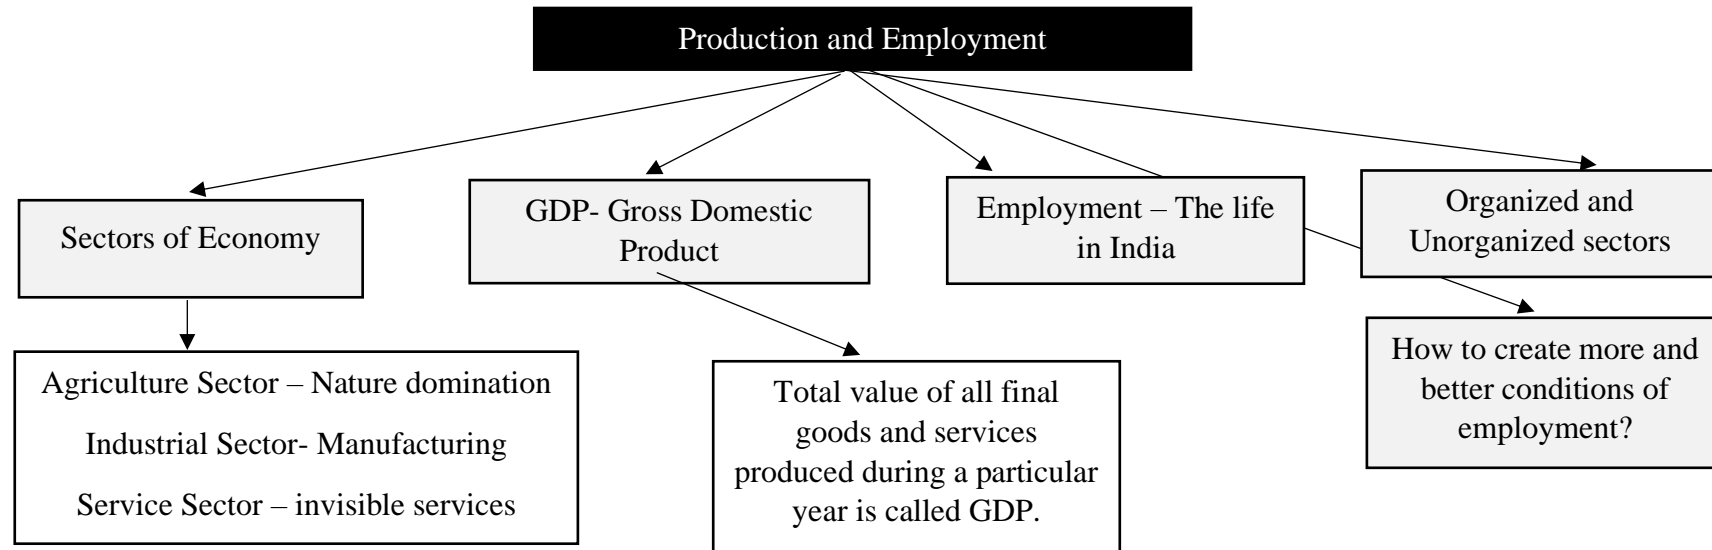 Production and Employment
Sectors of Economy
GDP- Gross Domestic
Product
Employment – The life
in India
Organized and
Unorganized sectors
Agriculture Sector – Nature domination
Industrial Sector- Manufacturing
Service Sector – invisible services
Total value of all final
goods and services
produced during a particular
year is called GDP.
How to create more and
better conditions of
employment?